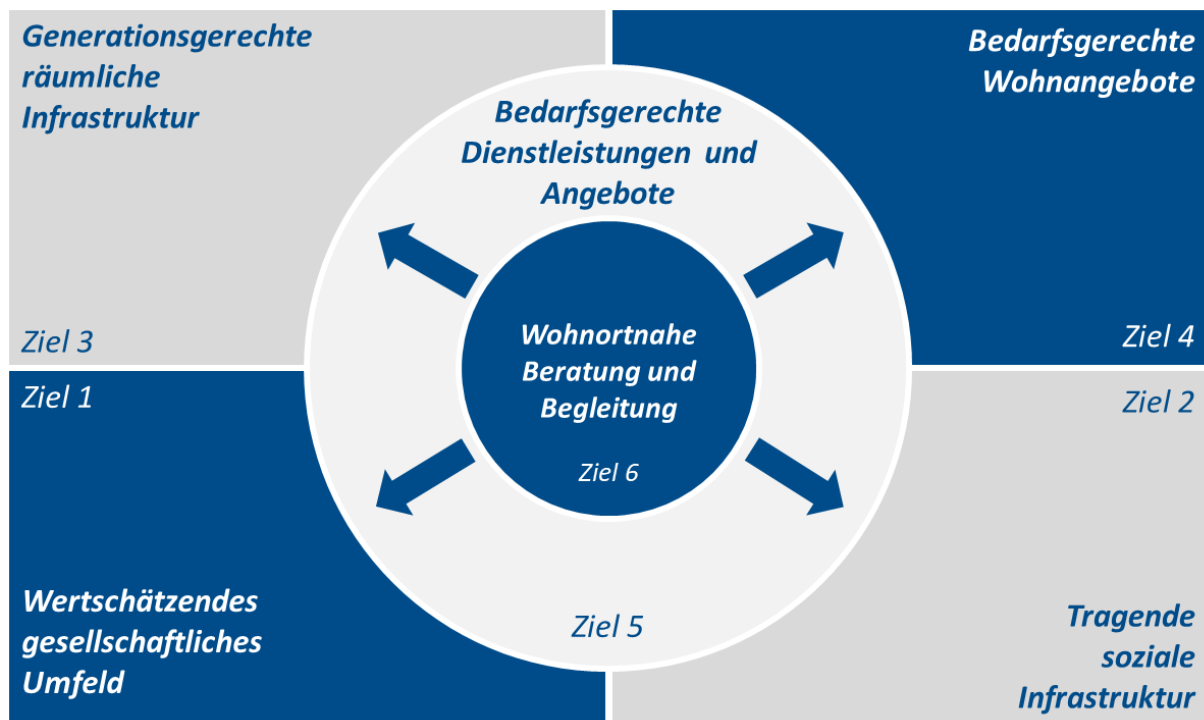 Generationsgerechte
räumliche
Infrastruktur
Ziel 3
Bedarfsgerechte
Wohnangebote
Ziel 4
Bedarfsgerechte
Dienstleistungen und
Angebote
Wohnortnahe
Beratung und
Begleitung
Ziel 6
Ziel 5
Ziel 1
Wertschätzendes
gesellschaftliches
Umfeld
Ziel 2
Tragende
soziale
Infrastruktur